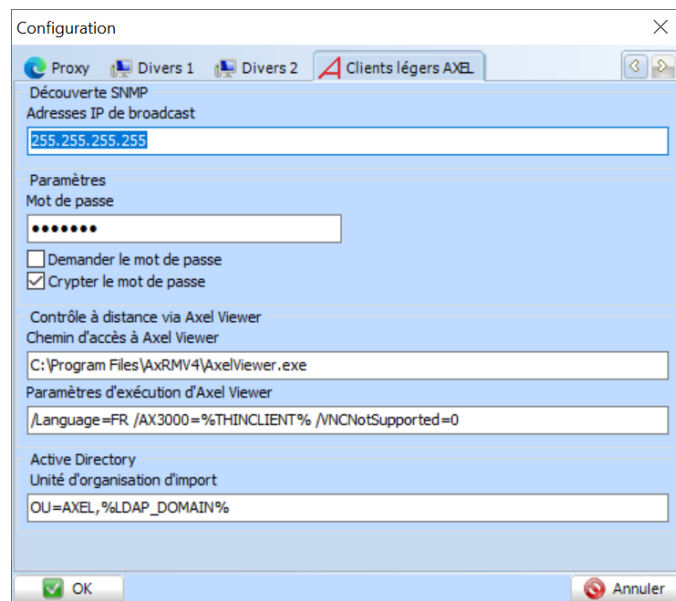 Configuration
Proxy Divers 1 Divers 2 Clients légers AXEL
Découverte SNMP
Adresses IP de broadcast
255.255.255.255
Paramètres
Mot de passe
•••••••
Demander le mot de passe
Crypter le mot de passe
Contrôle à distance via Axel Viewer
Chemin d'accès à Axel Viewer
C:\Program Files\AxRMV4\AxelViewer.exe
Paramètres d'exécution d'Axel Viewer
/Language=FR /AX3000=%THINCLIENT% /VNCNotSupported=0
Active Directory
Unité d'organisation d'import
OU=AXEL,%LDAP_DOMAIN%
OK Annuler